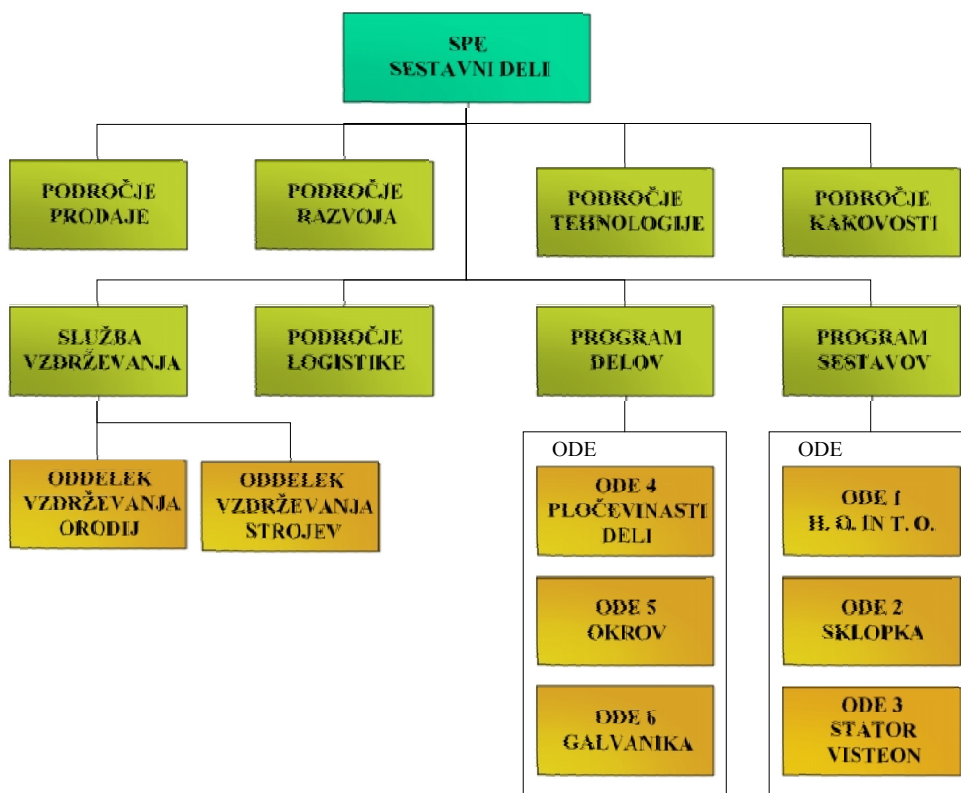 SPE
SESTAVNI DELI
PODROČJE
PRODAJE
PODROČJE
RAZVOJA
PODROČJE
TEHNOLOGIJE
PODROČJE
KAKOVOSTI
SLUŽBA
VZDRŽEVANJA
PODROČJE
LOGISTIKE
PROGRAM
DELOV
PROGRAM
SESTAVOV
ODDELEK
VZDRŽEVANJA
ORODIJ
ODDELEK
VZDRŽEVANJA
STROJEV
ODE
ODE 4
PLOČEVINASTI
DELI
ODE 5
OKROV
ODE 6
GALVANIKA
ODE
ODE 1
H. O. IN T. O.
ODE 2
SKLOPKA
ODE 3
STATOR
VISTEON